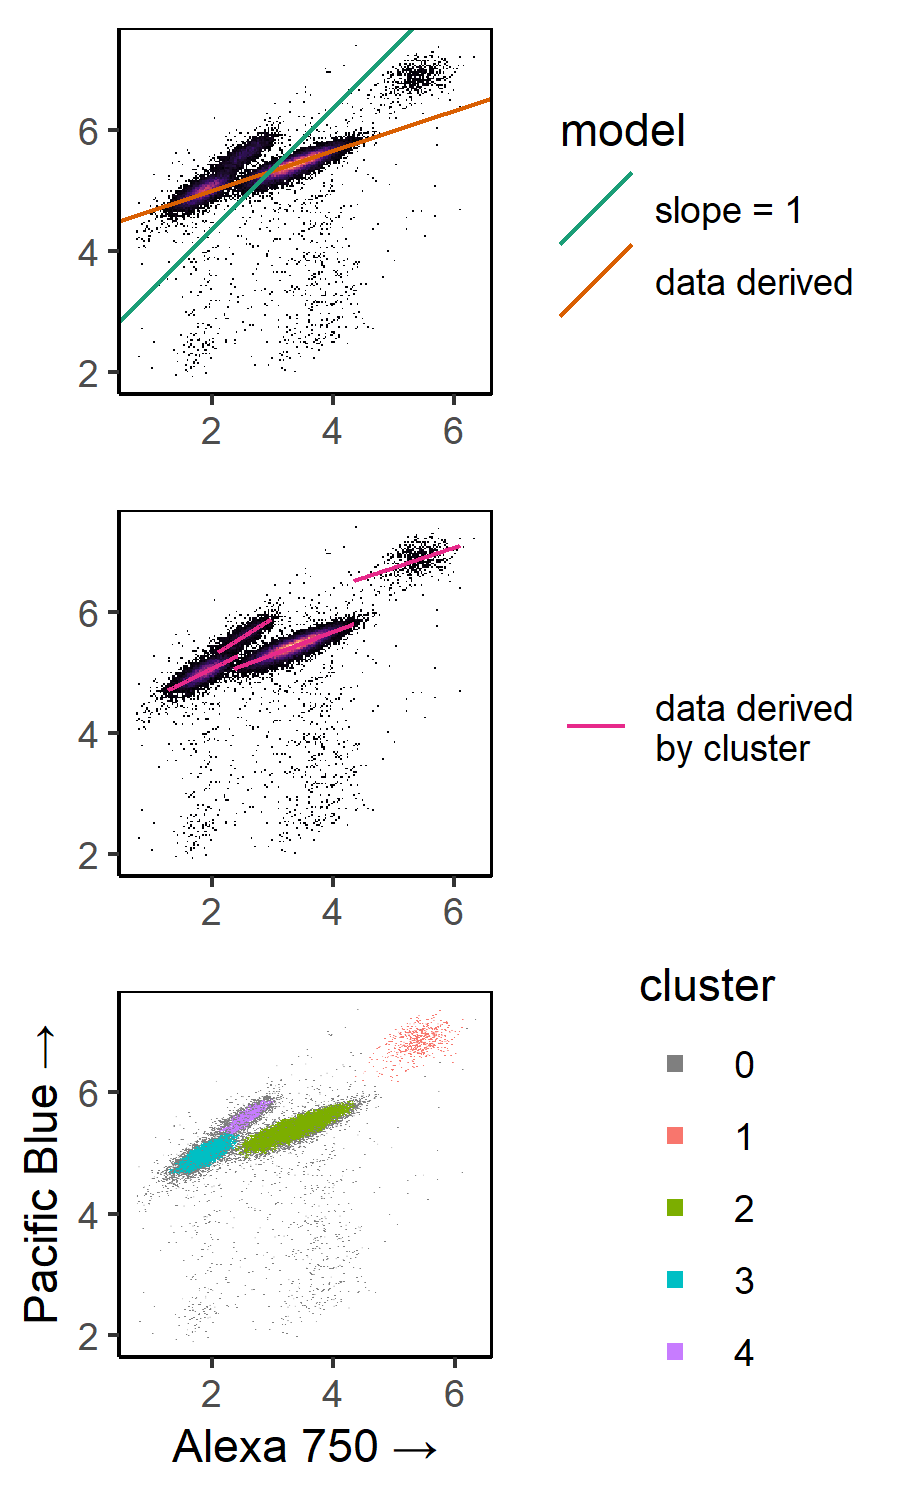 6
4
2
2 4 6
model
slope = 1
data derived
6
4
2
2 4 6
data derived
by cluster
Pacific Blue →
6
4
2
2 4 6
Alexa 750 →
cluster
0
1
2
3
4